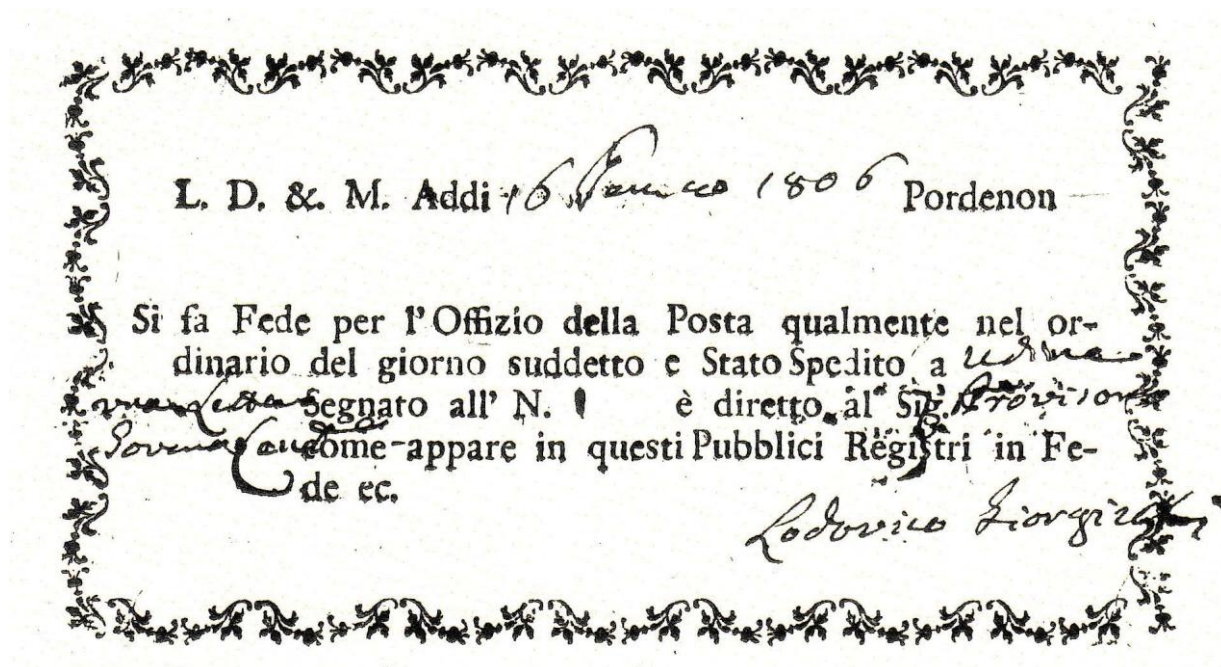 L. D. &. M. Addi 16 1806 Pordenon
Si fa Fede per l'Offizio della Posta qualmente nel or-
dinario del giorno suddetto e Stato Spedito a Udine
una Lettera Segnato all' N. 1 è diretto al Sig.
come appare in questi Pubblici Registri in Fe-
de ec.
Lodovico